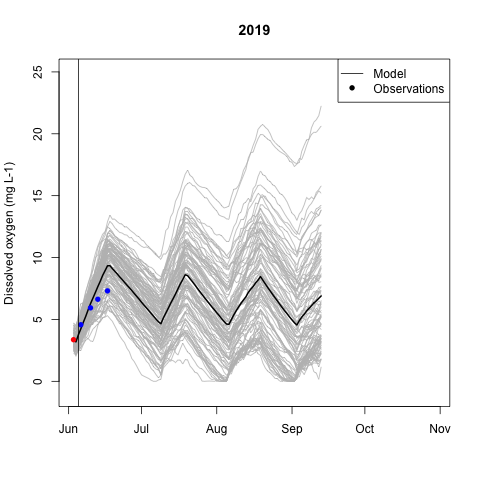 2019
Dissolved oxygen (mg L-1)
25
20
15
10
5
0
Model
Observations
Jun Jul Aug Sep Oct Nov